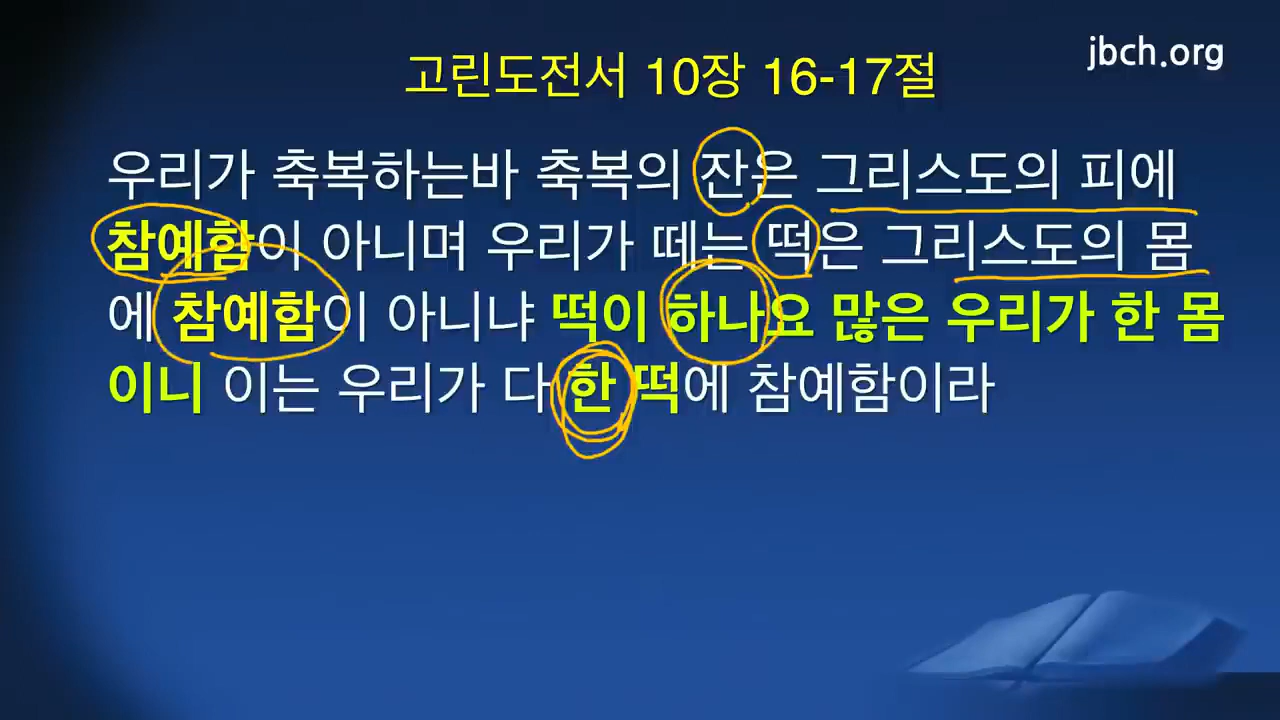 jbch.org
고린도전서 10장 16-17절
우리가 축복하는바 축복의 잔은 그리스도의 피에
참예함이 아니며 우리가 떼는 떡은 그리스도의 몸
에 참예함이 아니냐 떡이 하나요 많은 우리가 한 몸
이니 이는 우리가 다 한 떡에 참예함이라